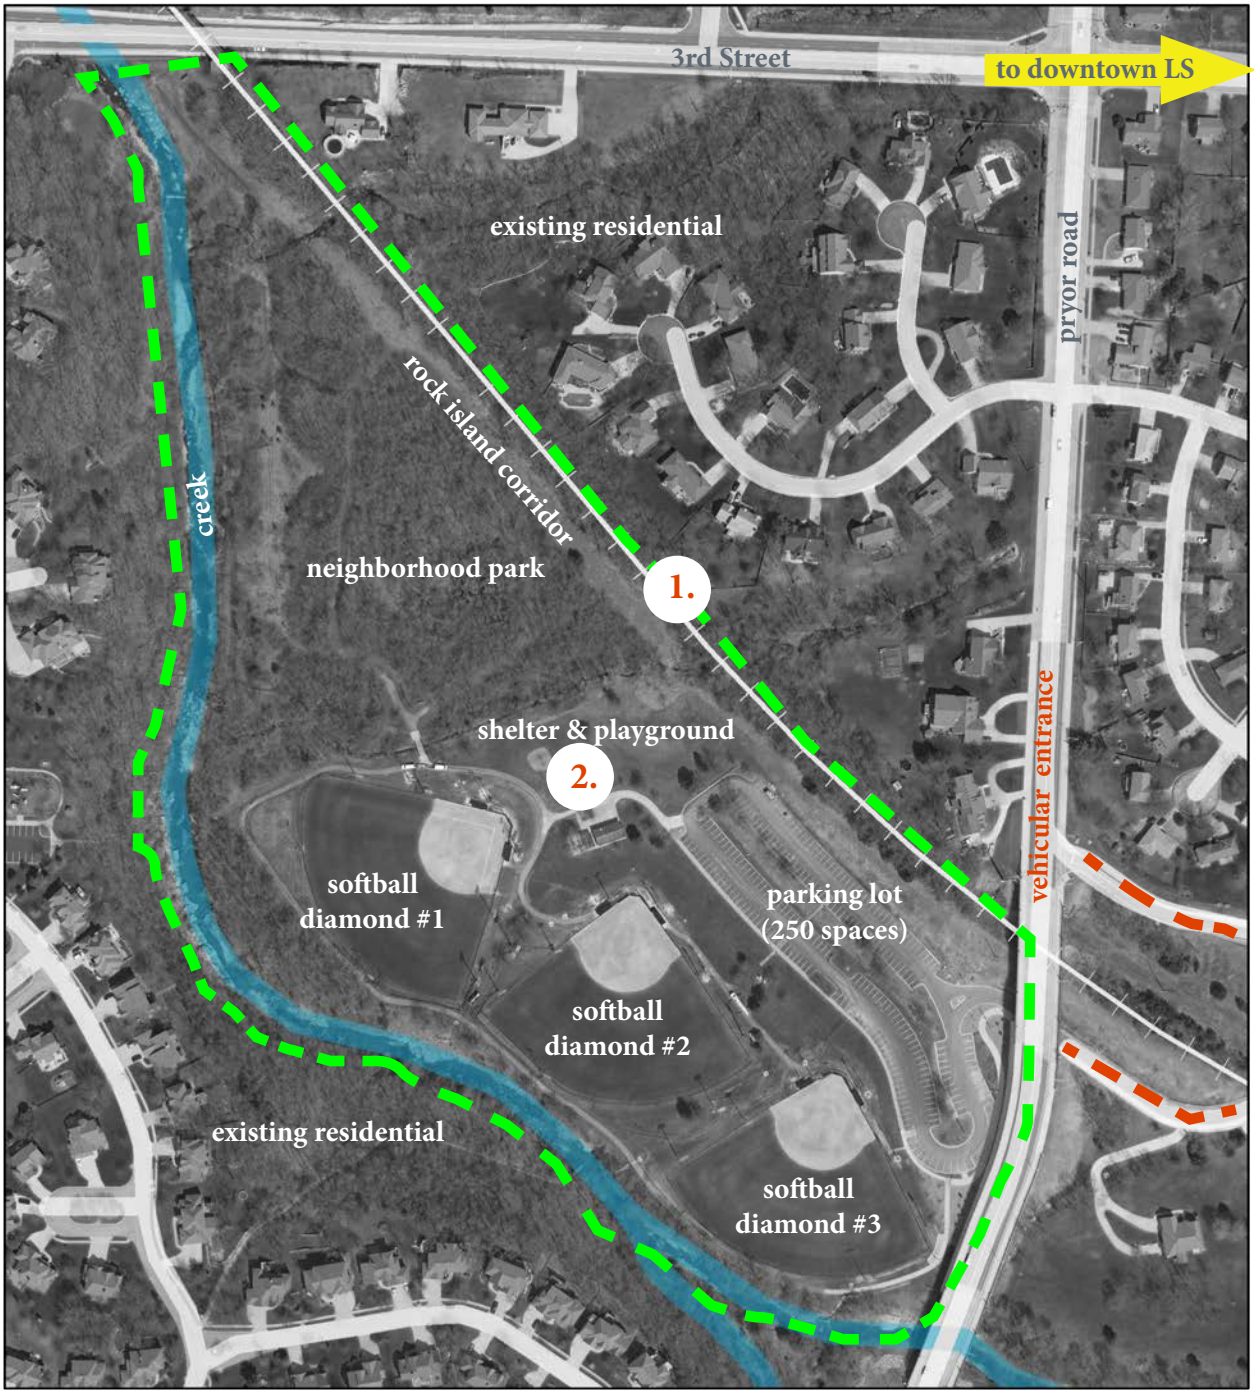 3rd Street
to downtown LS
existing residential
pryor road
rock island corridor
creek
neighborhood park
1.
vehicular entrance
shelter & playground
2.
softball
diamond #1
parking lot
(250 spaces)
softball
diamond #2
existing residential
softball
diamond #3